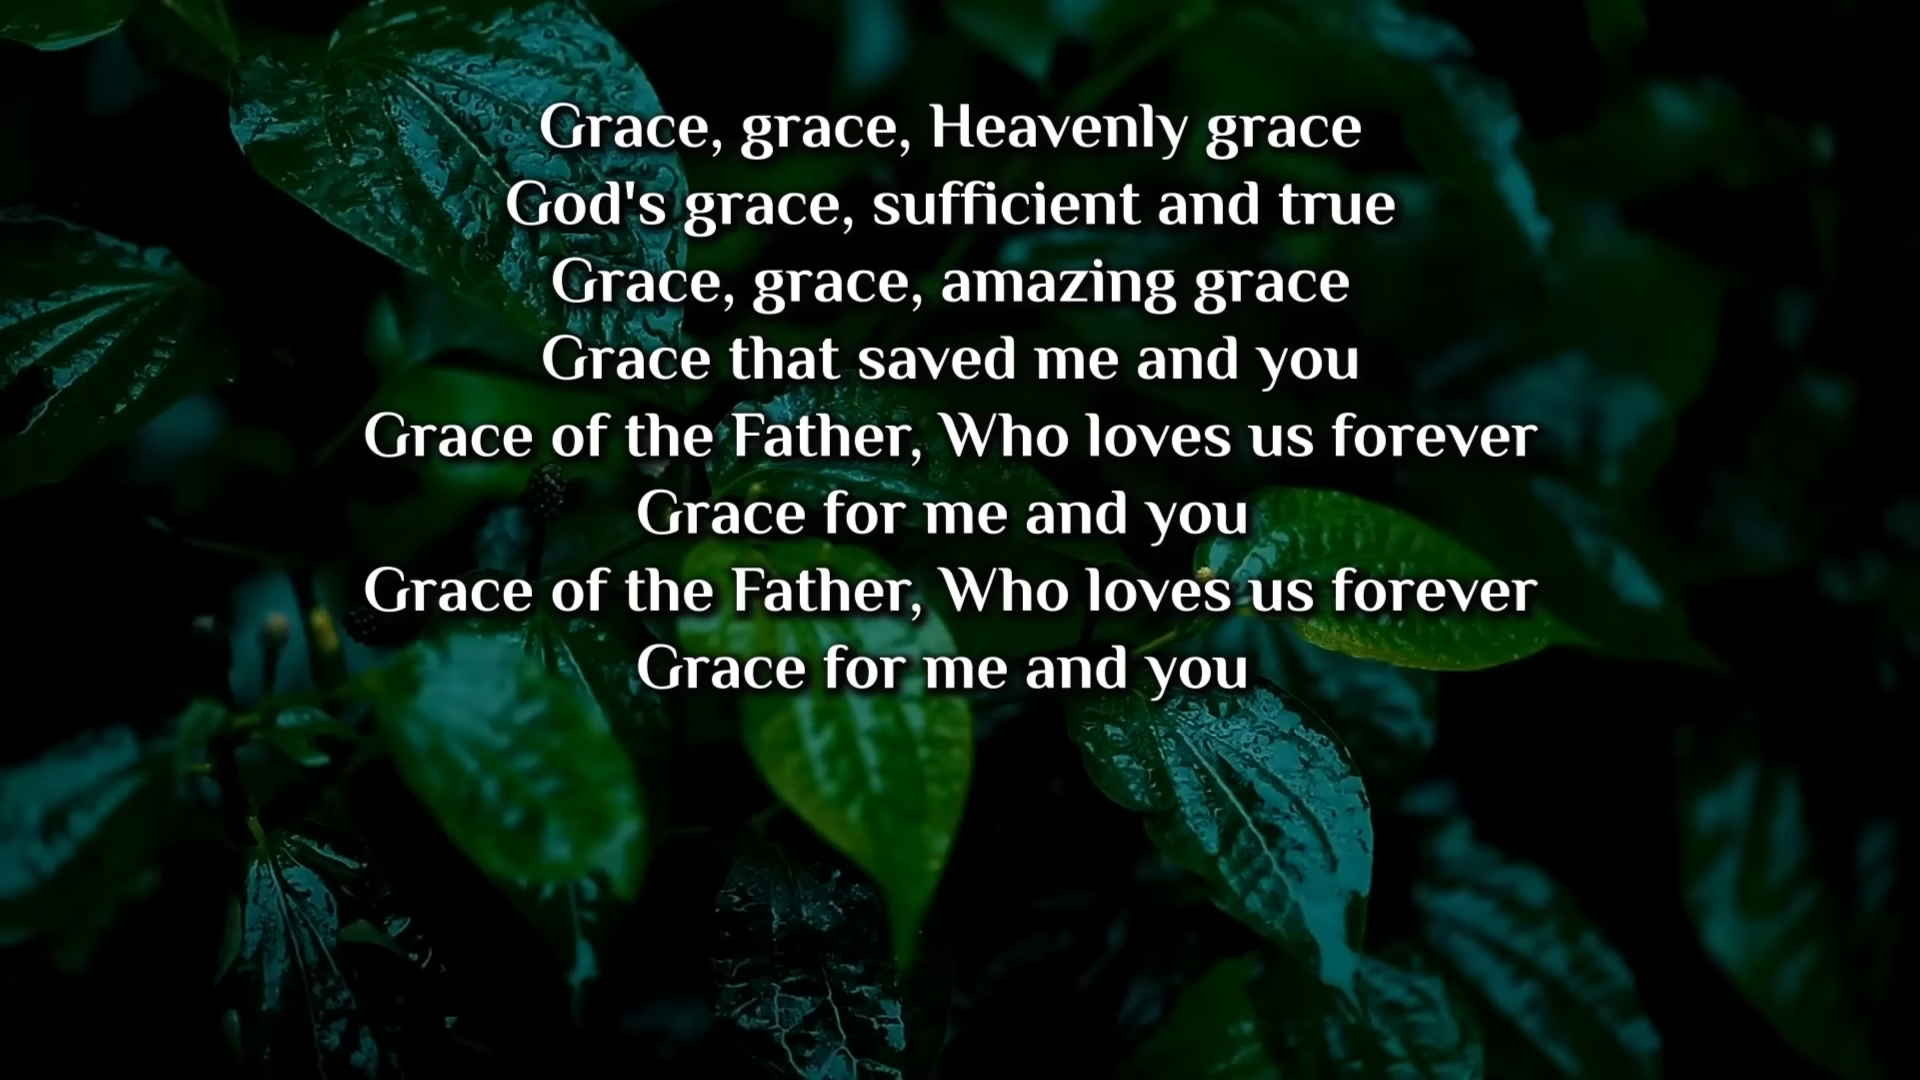 Grace, grace, Heavenly grace
God's grace, sufficient and true
Grace, grace, amazing grace
Grace that saved me and you
Grace of the Father, Who loves us forever
Grace for me and you
Grace of the Father, Who loves us forever
Grace for me and you